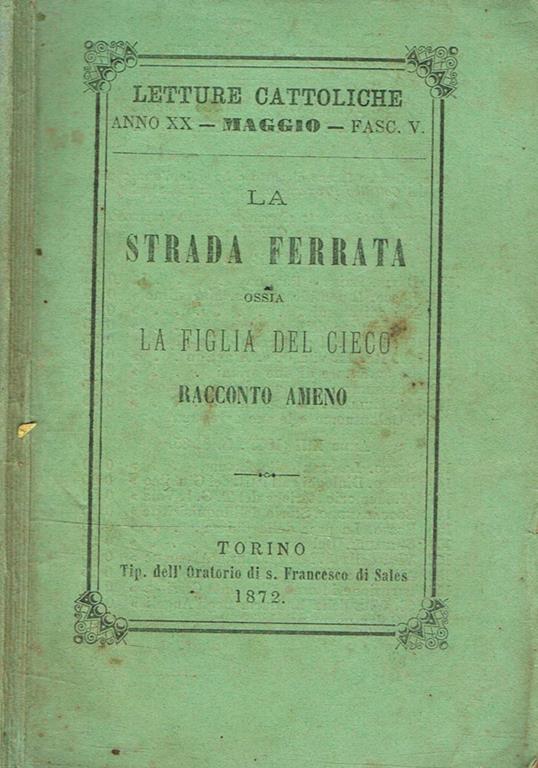 LETTURE CATTOLICHE
ANNO XX — MAGGIO — FASC. V.
LA
STRADA FERRATA
OSSIA
LA FIGLIA DEL CIECO
RACCONTO AMENO
TORINO
Tip. dell' Oratorio di s. Francesco di Sales
1872.